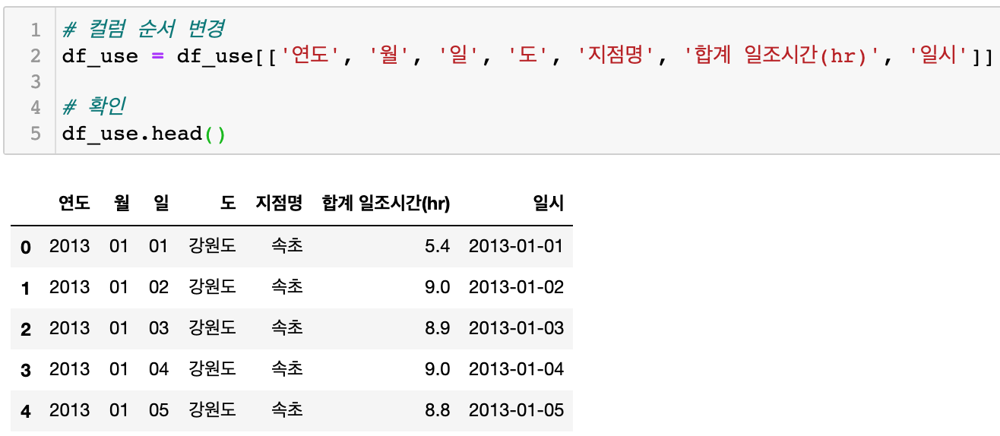 1 # 컬럼 순서 변경
2 df_use = df_use[['연도', '월', '일', '도', '지점명', '합계 일조시간(hr)', '일시']]
3
4 # 확인
5 df_use.head()
연도 월 일 도 지점명 합계 일조시간(hr) 일시
0 2013 01 01 강원도 속초 5.4 2013-01-01
1 2013 01 02 강원도 속초 9.0 2013-01-02
2 2013 01 03 강원도 속초 8.9 2013-01-03
3 2013 01 04 강원도 속초 9.0 2013-01-04
4 2013 01 05 강원도 속초 8.8 2013-01-05